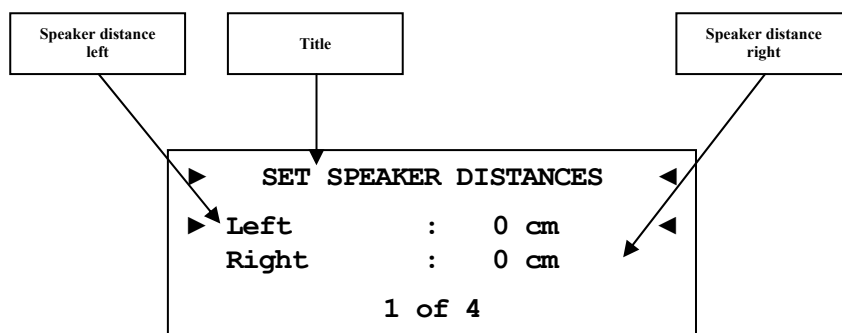 Speaker distance
left
Title
Speaker distance
right
► SET SPEAKER DISTANCES ◄
► Left : 0 cm ◄
Right : 0 cm
1 of 4